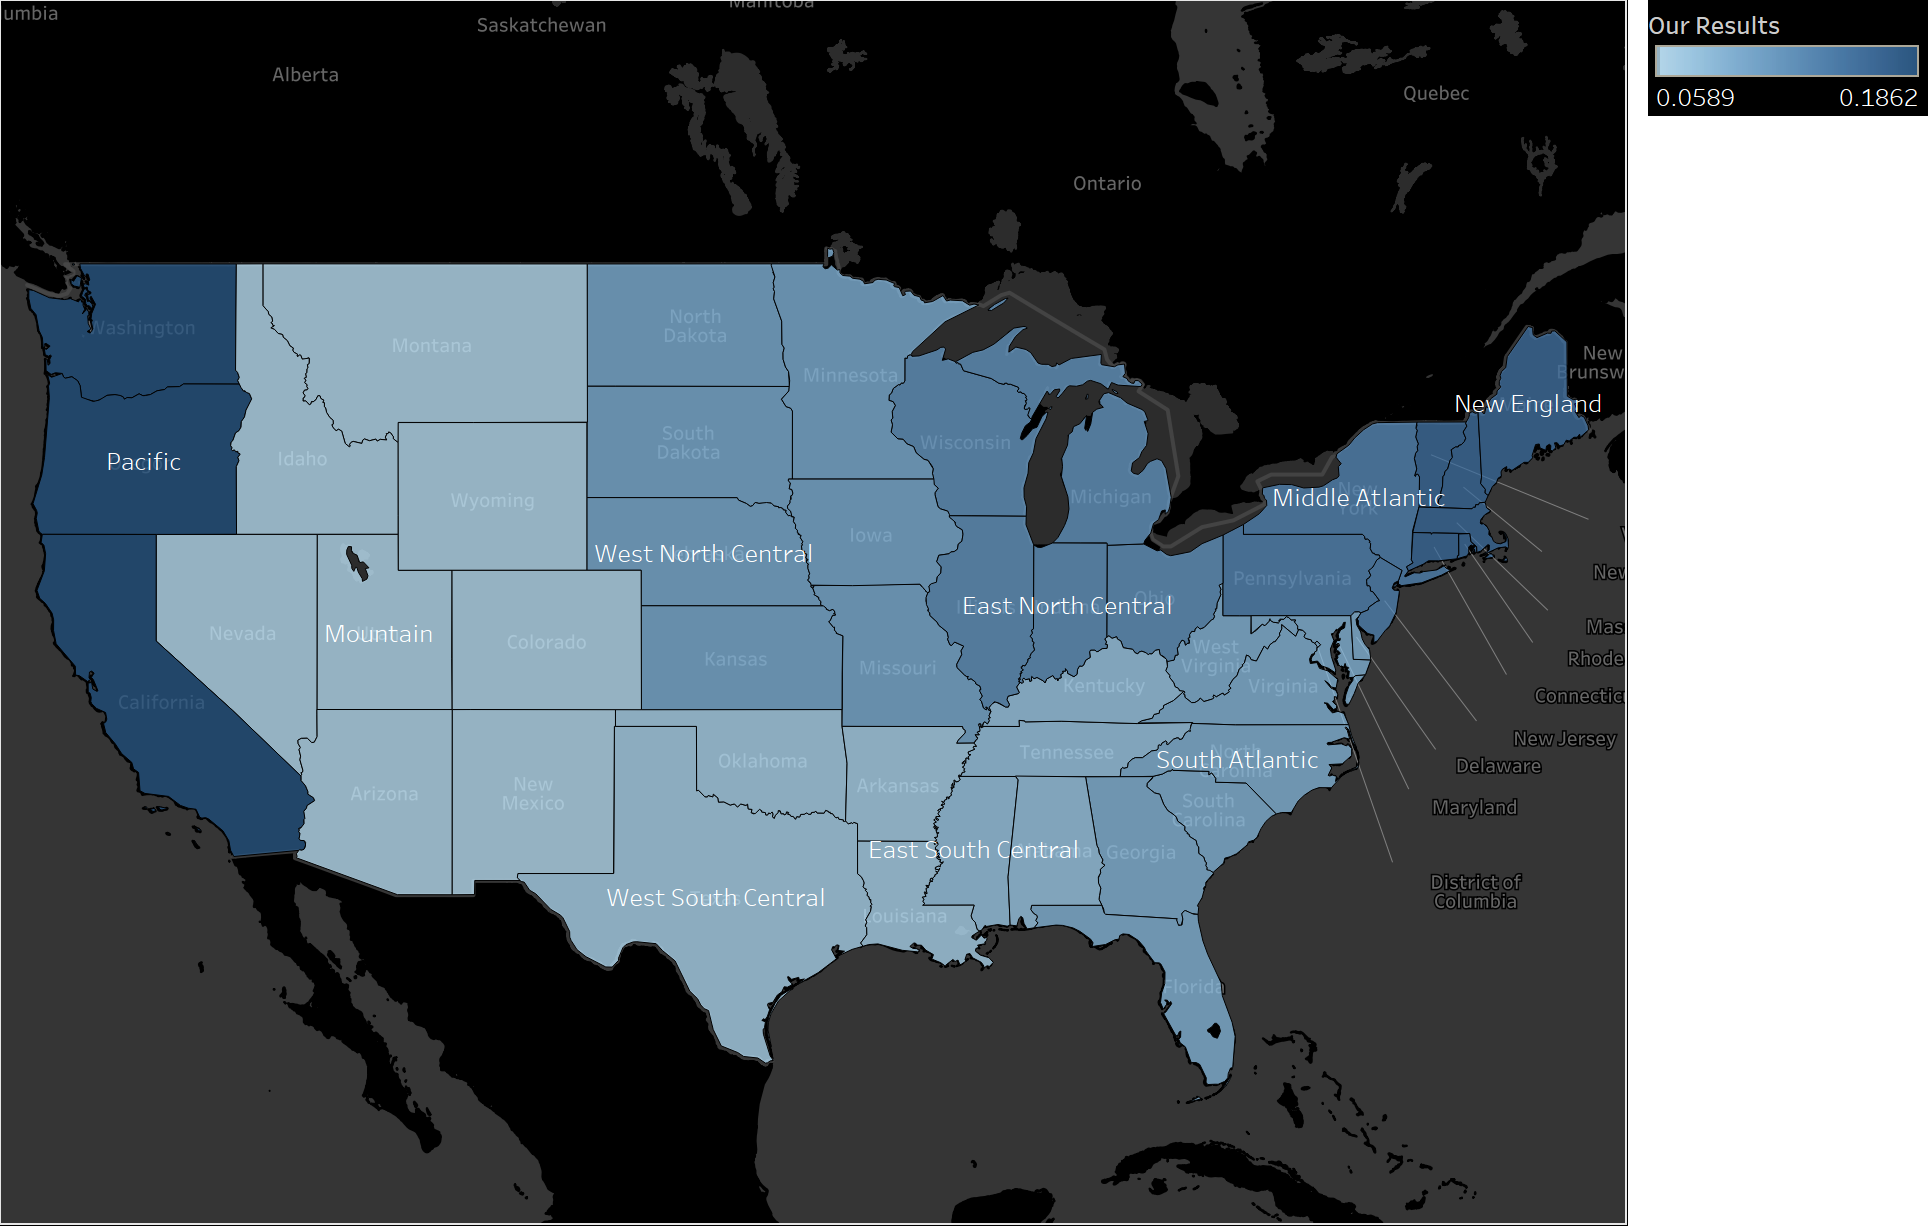 umbia
Saskatchewan
Manitoba
Alberta
Quebec
Ontario
Our Results
0.0589
0.1862
Washington
Montana
North
Dakota
Minnesota
New
Brunsw
New England
Pacific
Idaho
Wyoming
South
Dakota
Wisconsin
Michigan
New
York
Middle Atlantic
Iowa
West North Central
Pennsylvania
New
East North Central
Ohio
Nevada
Mountain
Colorado
Kansas
Missouri
West
Virginia
Mas
Rhode
Kentucky
Virginia
Connecticu
California
New Jersey
Oklahoma
Tennessee
North
Carolina
South Atlantic
Delaware
Arizona
New
Mexico
Arkansas
South
Carolina
Maryland
East South Central
Georgia
West South Central
Louisiana
District of
Columbia
Florida